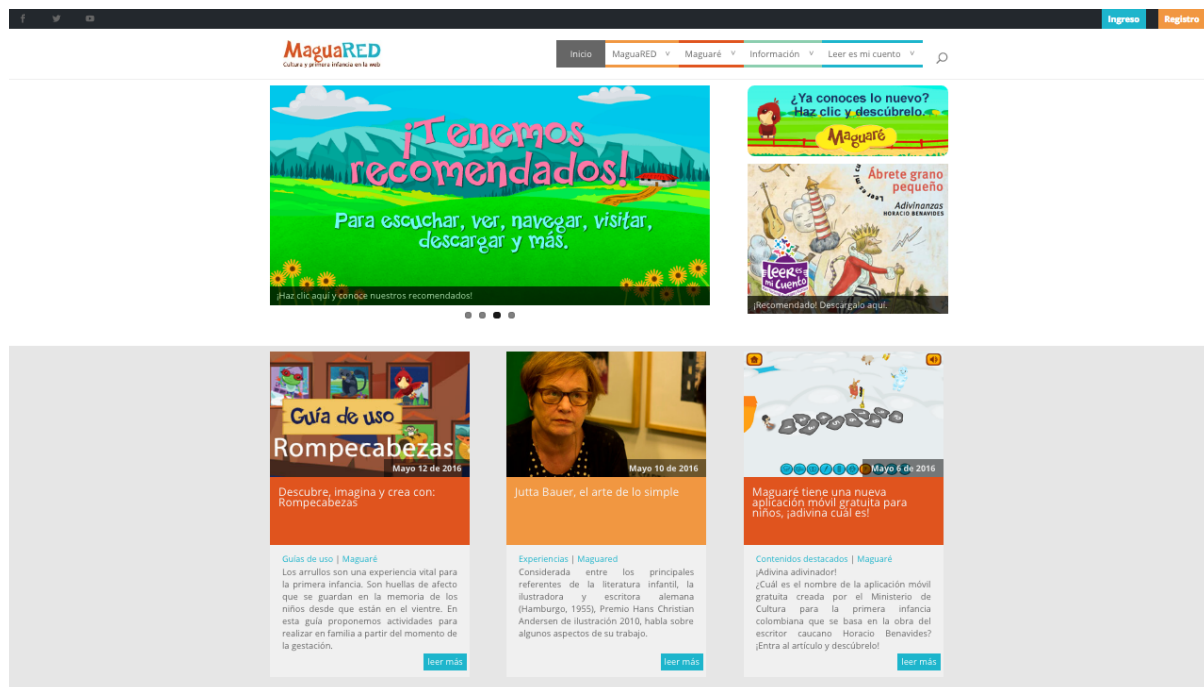 Ingreso Registro
MaguaRED
Cultura y primera infancia en la web
Inicio MaguaRED Maguaré Información Leer es mi cuento
¡Tenemos
recomendados!
Para escuchar, ver, navegar, visitar,
descargar y más.
¡Haz clic aquí y conoce nuestros recomendados!
¿Ya conoces lo nuevo?
Haz clic y descúbrelo.
Maguaré
Leer es mi
Ábrete grano
pequeño
Adivinanzas
HORACIO BENAVIDES
leer es
mi Cuento
¡Recomendado! Descárgalo aquí.
Guía de uso
Rompecabezas
Mayo 12 de 2016
Descubre, imagina y crea con:
Rompecabezas
Guías de uso | Maguaré
Los arrullos son una experiencia vital para
la primera infancia. Son huellas de afecto
que se guardan en la memoria de los
niños desde que están en el vientre. En
esta guía proponemos actividades para
realizar en familia a partir del momento de
la gestación.
leer más
Mayo 10 de 2016
Jutta Bauer, el arte de lo simple
Experiencias | Maguared
Considerada entre los principales
referentes de la literatura infantil, la
ilustradora y escritora alemana
(Hamburgo, 1955), Premio Hans Christian
Andersen de ilustración 2010, habla sobre
algunos aspectos de su trabajo.
leer más
Mayo 6 de 2016
Maguaré tiene una nueva
aplicación móvil gratuita para
niños, ¡adivina cuál es!
Contenidos destacados | Maguaré
¡Adivina adivinador!
¿Cuál es el nombre de la aplicación móvil
gratuita creada por el Ministerio de
Cultura para la primera infancia
colombiana que se basa en la obra del
escritor caucano Horacio Benavides?
¡Entra al artículo y descúbrelo!
leer más